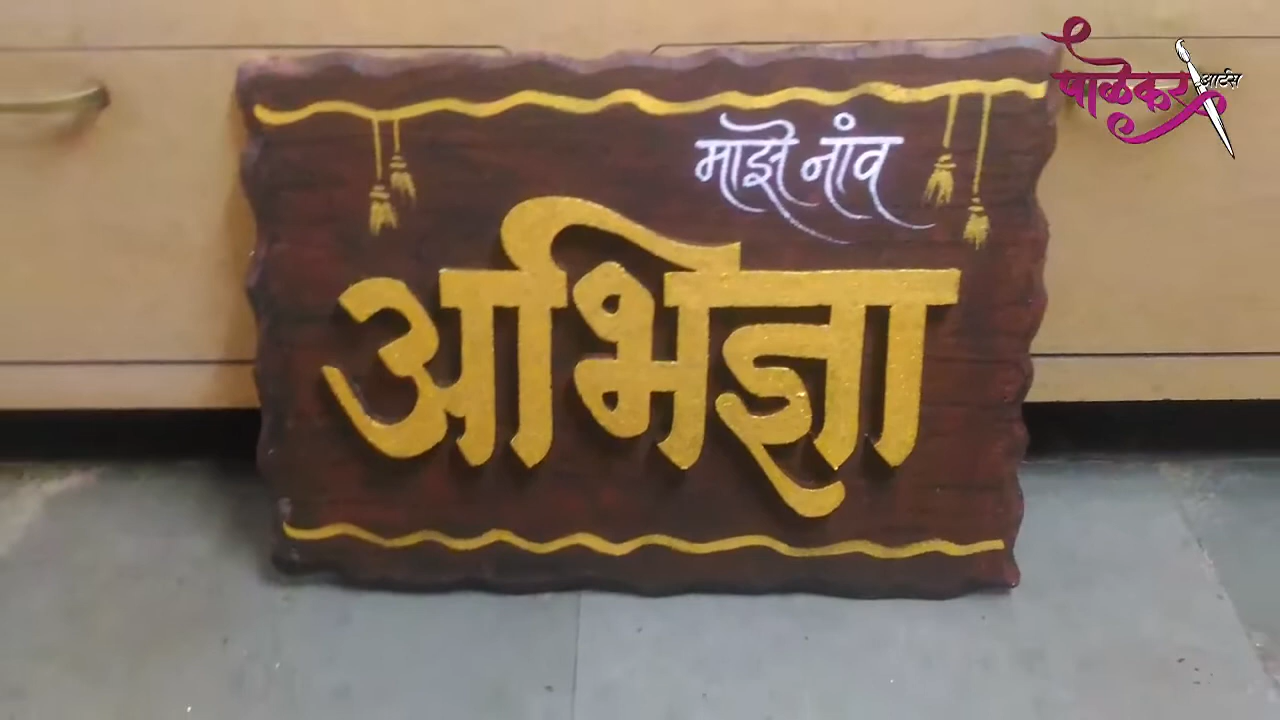 पाळेकर आर्टस
माझे नांव
अभिज्ञा